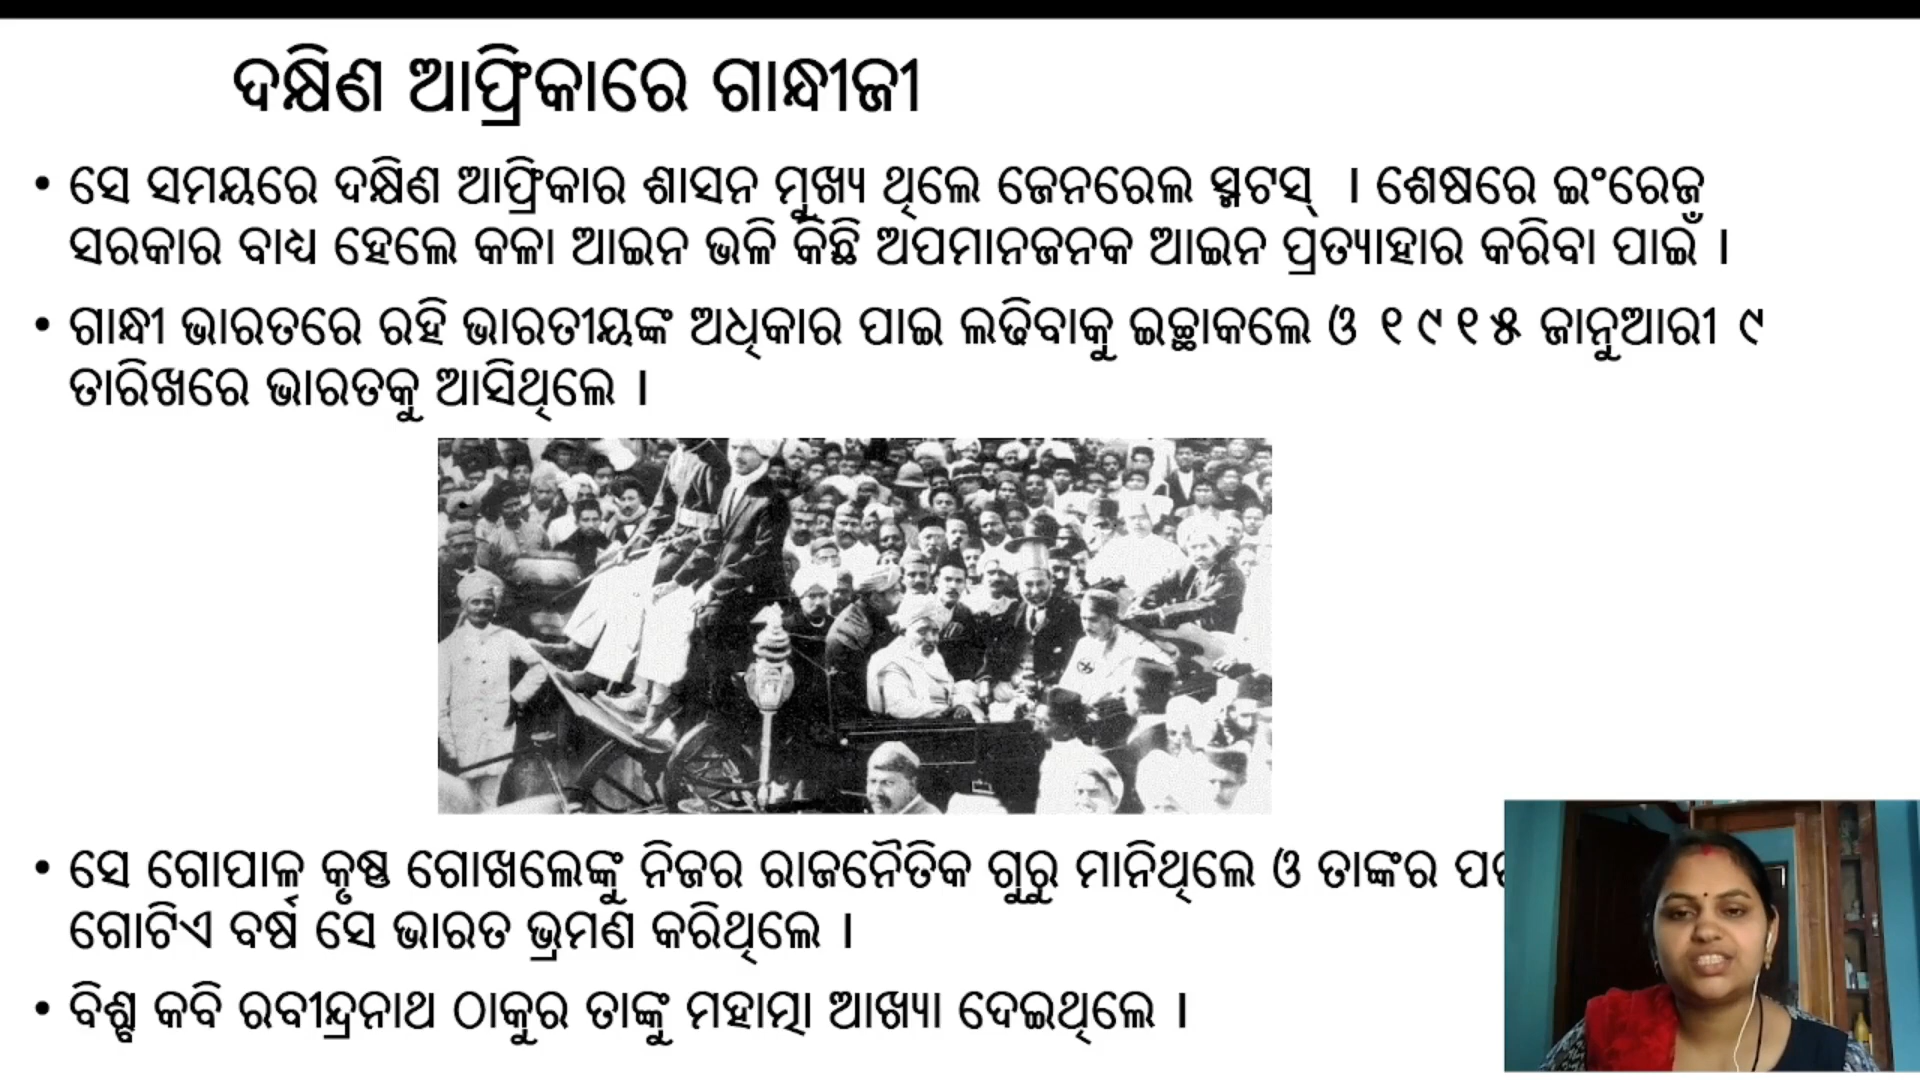 ଦକ୍ଷିଣ ଆଫ୍ରିକାରେ ଗାନ୍ଧୀଜୀ
• ସେ ସମୟରେ ଦକ୍ଷିଣ ଆଫ୍ରିକାର ଶାସନ ମୁଖ୍ୟ ଥିଲେ ଜେନରେଲ ସ୍ମଟସ୍ । ଶେଷରେ ଇଂରେଜ
ସରକାର ବାଧ୍ୟ ହେଲେ କଳା ଆଇନ ଭଳି କିଛି ଅପମାନଜନକ ଆଇନ ପ୍ରତ୍ୟାହାର କରିବା ପାଇଁ ।
• ଗାନ୍ଧୀ ଭାରତରେ ରହି ଭାରତୀୟଙ୍କ ଅଧିକାର ପାଇ ଲଢିବାକୁ ଇଚ୍ଛାକଲେ ଓ ୧୯୧୫ ଜାନୁଆରୀ ୯
ତାରିଖରେ ଭାରତକୁ ଆସିଥିଲେ ।
• ସେ ଗୋପାଳ କୃଷ୍ଣ ଗୋଖଲେଙ୍କୁ ନିଜର ରାଜନୈତିକ ଗୁରୁ ମାନିଥିଲେ ଓ ତାଙ୍କର
ଗୋଟିଏ ବର୍ଷ ସେ ଭାରତ ଭ୍ରମଣ କରିଥିଲେ ।
• ବିଶ୍ବ କବି ରବୀନ୍ଦ୍ରନାଥ ଠାକୁର ତାଙ୍କୁ ମହାତ୍ମା ଆଖ୍ୟା ଦେଇଥିଲେ ।